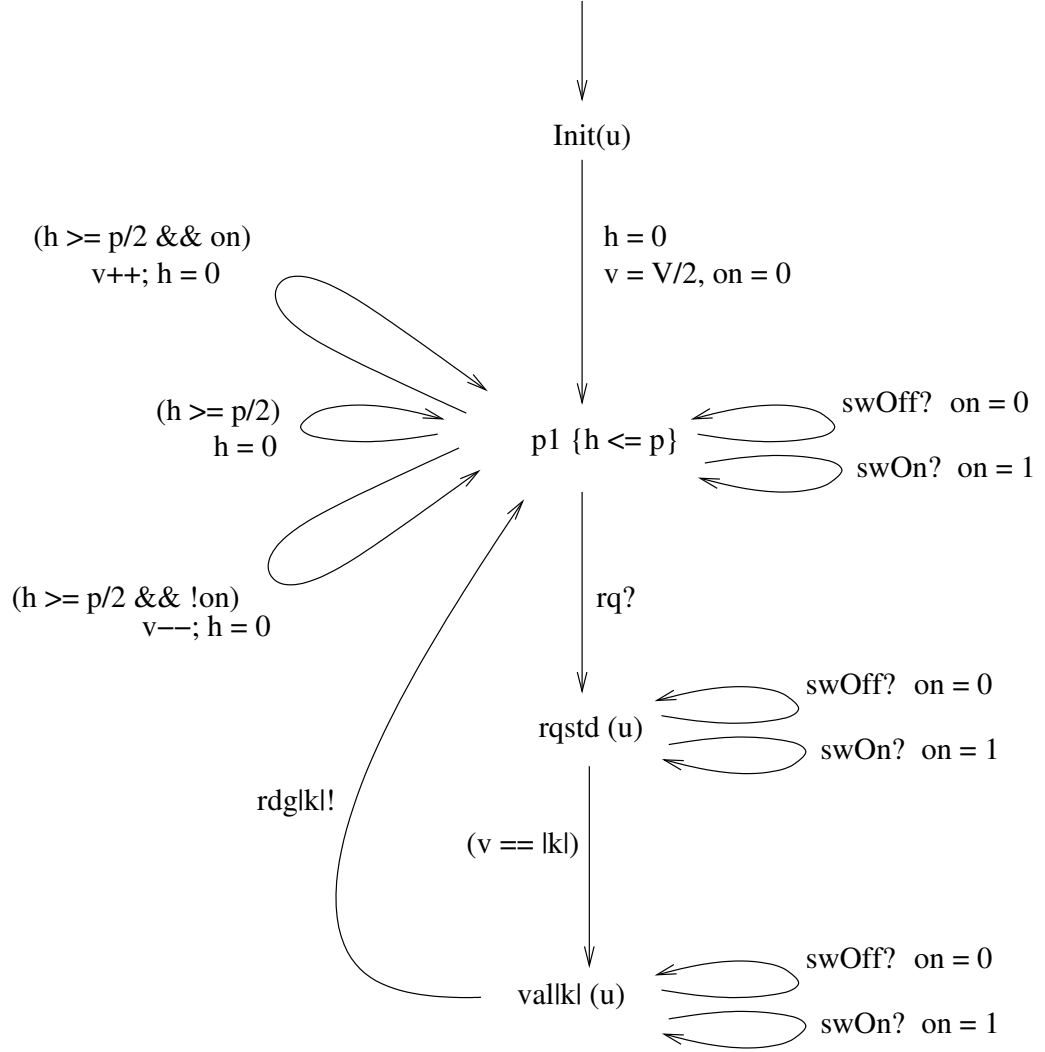 Init(u)
(h >= p/2 && on)
v++; h = 0
h = 0
v = V/2, on = 0
(h >= p/2)
h = 0
p1 {h <= p}
swOff? on = 0
swOn? on = 1
(h >= p/2 && !on)
v−−; h = 0
rq?
rqstd (u)
swOff? on = 0
swOn? on = 1
rdg|k|!
(v == |k|)
val|k| (u)
swOff? on = 0
swOn? on = 1